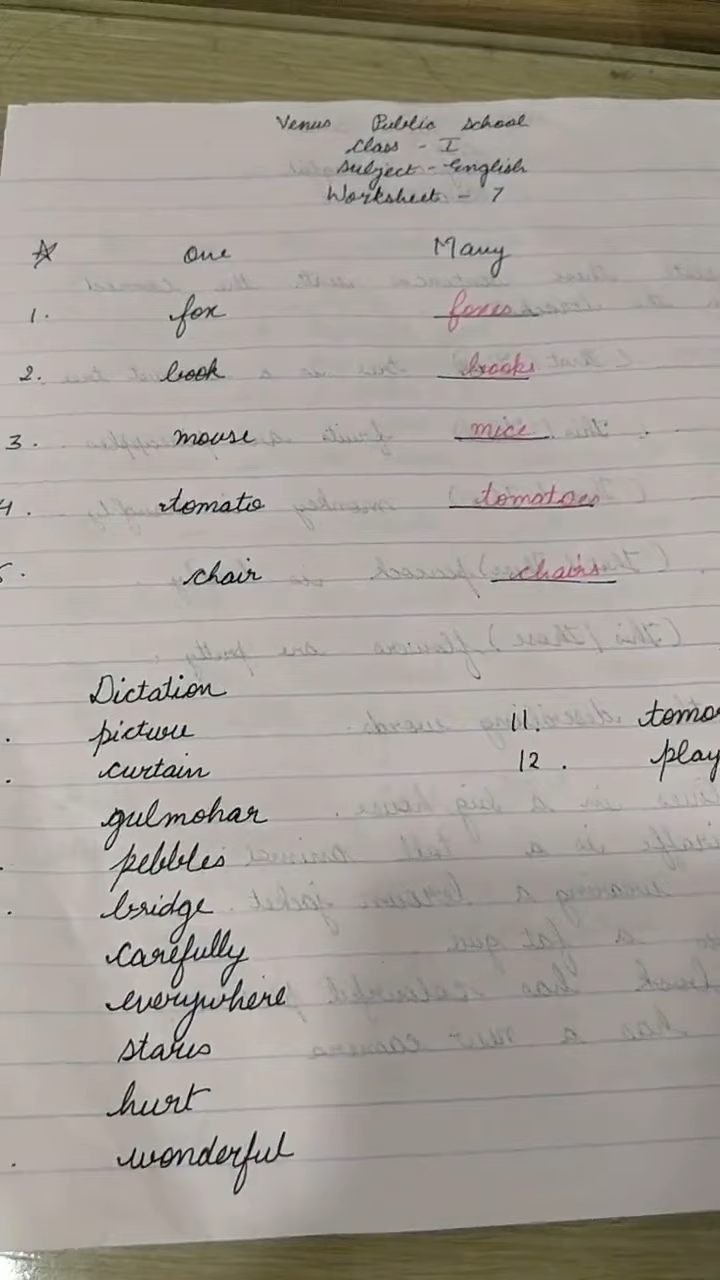 Venus Public School
Class - I
Subject - English
Worksheet - 7
☆ One Many
1. fox foxes
2. book books
3. mouse mice
4. tomato tomatoes
5. chair chairs
Dictation
picture 11. tomo
curtain 12. play
gulmohar
pebbles
bridge
carefully
everywhere
stares
hurt
wonderful